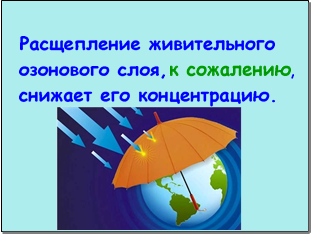 Расщепление живительного
озонового слоя, к сожалению,
снижает его концентрацию.